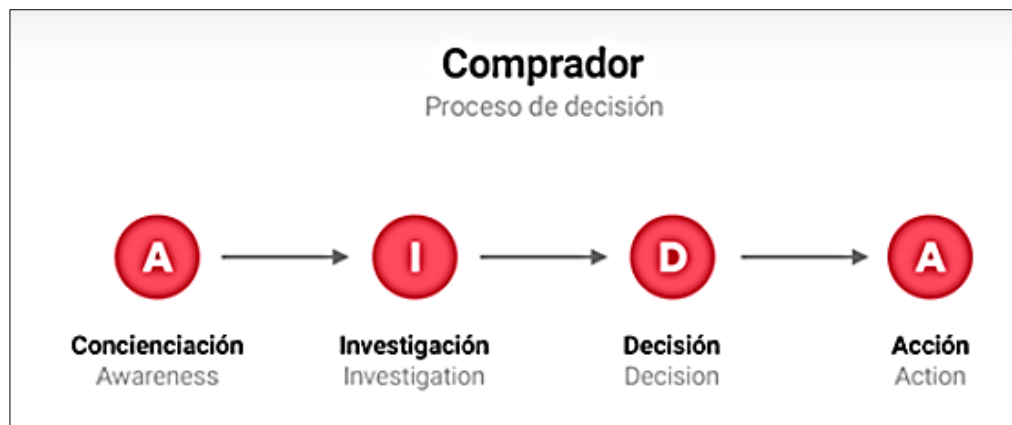 Comprador
Proceso de decisión
A I D A
Concienciación Investigación Decisión Acción
Awareness Investigation Decision Action